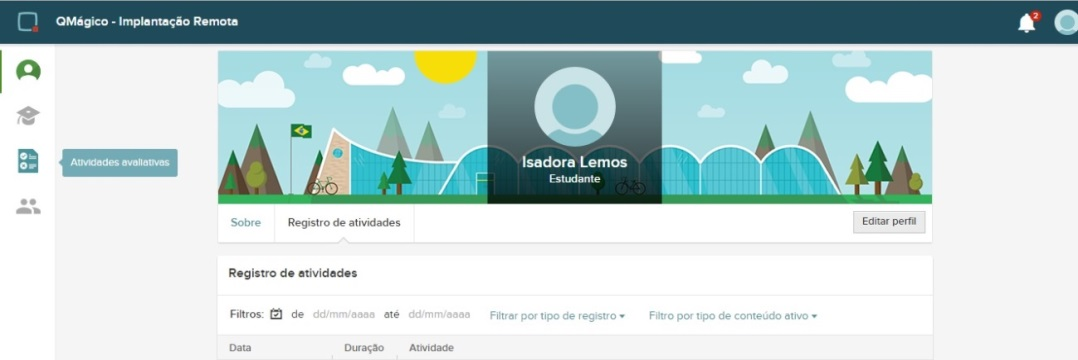 QMágico - Implantação Remota
2
Atividades avaliativas
Isadora Lemos
Estudante
Sobre
Registro de atividades
Editar perfil
Registro de atividades
Filtros: de dd/mm/aaaa até dd/mm/aaaa Filtrar por tipo de registro Filtro por tipo de conteúdo ativo
Data Duração Atividade